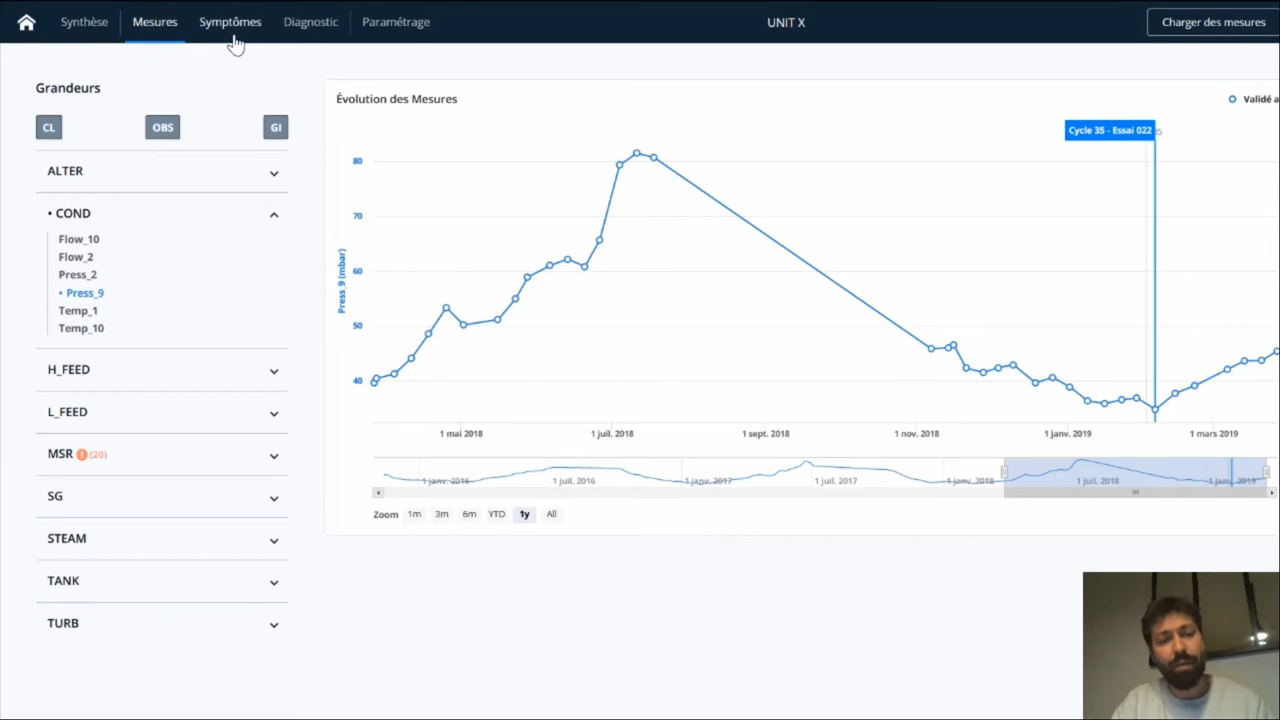 Synthèse Mesures Symptômes Diagnostic Paramétrage UNIT X Charger des mesures
Grandeurs
CL OBS GI
ALTER
• COND
Flow_10
Flow_2
Press_2
• Press_9
Temp_1
Temp_10
H_FEED
L_FEED
MSR ! (20)
SG
STEAM
TANK
TURB
Évolution des Mesures
Validé a
Cycle 35 - Essai 022
Press_9 (mbar)
80
70
60
50
40
1 mai 2018 1 juil. 2018 1 sept. 2018 1 nov. 2018 1 janv. 2019 1 mars 2019
1 janv. 2016 1 juil. 2016 1 janv. 2017 1 juil. 2017 1 janv. 2018 1 juil. 2018 1 janv. 2019
Zoom 1m 3m 6m YTD 1y All